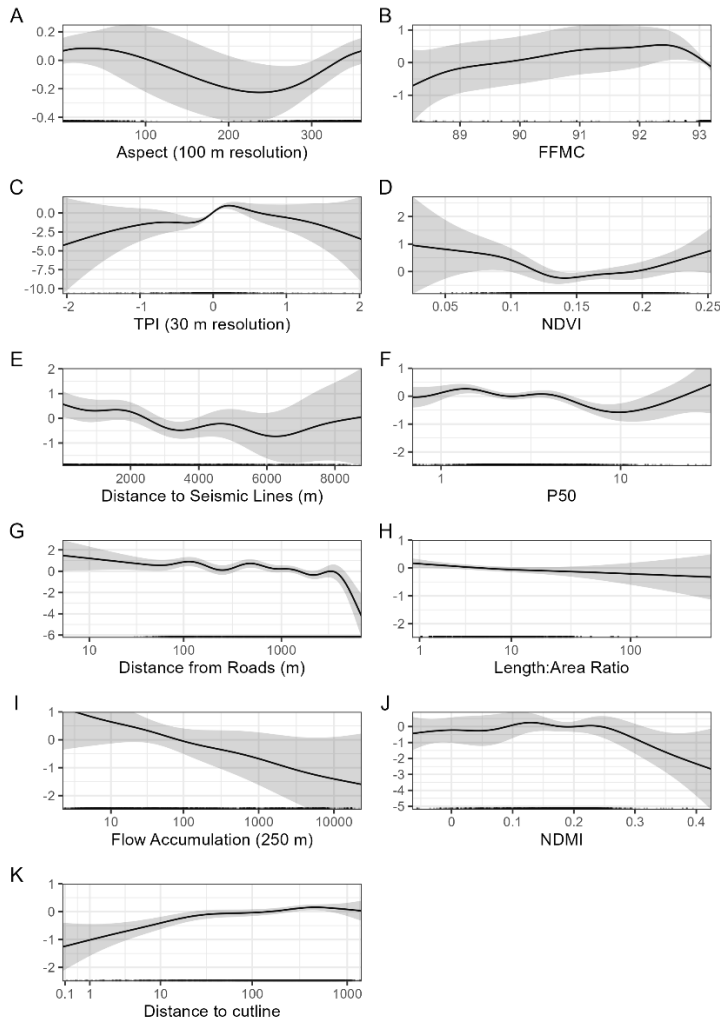 A
0.2
0.0
-0.2
-0.4
100 200 300
Aspect (100 m resolution)
B
1
0
-1
89 90 91 92 93
FFMC
C
0.0
-2.5
-5.0
-7.5
-10.0
-2 -1 0 1 2
TPI (30 m resolution)
D
2
1
0
0.05 0.10 0.15 0.20 0.25
NDVI
E
2
1
0
-1
2000 4000 6000 8000
Distance to Seismic Lines (m)
F
1
0
-1
-2
1 10
P50
G
2
0
-2
-4
-6
10 100 1000
Distance from Roads (m)
H
1
0
-1
-2
1 10 100
Length:Area Ratio
I
1
0
-1
-2
10 100 1000 10000
Flow Accumulation (250 m)
J
0
-1
-2
-3
-4
-5
0 0.1 0.2 0.3 0.4
NDMI
K
1
0
-1
-2
0.1 1 10 100 1000
Distance to cutline